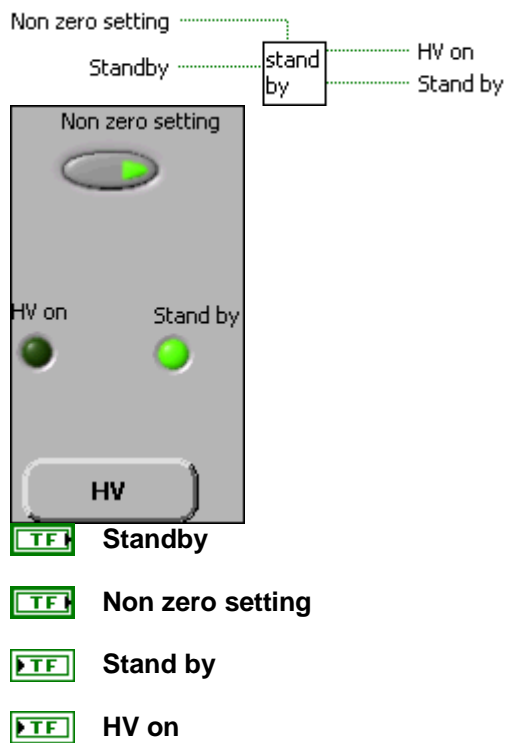 Non zero setting
Standby
stand
by
HV on
Stand by
Non zero setting
HV on
Stand by
HV
TF Standby
TF Non zero setting
TF Stand by
TF HV on